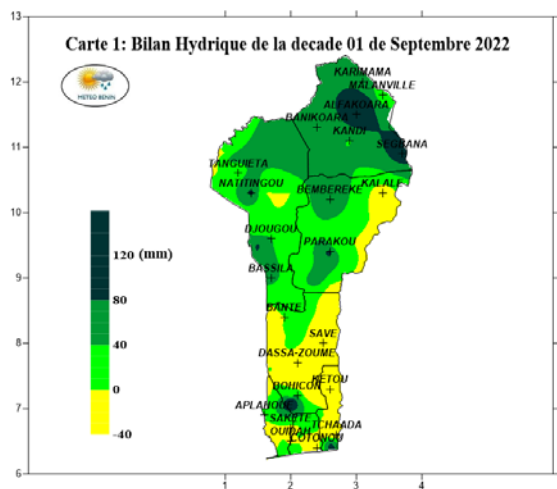 Carte 1: Bilan Hydrique de la decade 01 de Septembre 2022
METEO BENIN
13
12
11
10
9
8
7
6
1
2
3
4
120 (mm)
80
40
0
-40
KARIMAMA
MALANVILLE
ALFAKOARA
BANIKOARA
KANDI
SEGBANA
TANGUIETA
NATITINGOU
BEMBEREKE
KALALE
DJOUGOU
PARAKOU
BASSILA
BANTE
SAVE
DASSA-ZOUME
KETOU
BOHICON
APLAHOUE
SAKETE
TCHAADA
OUIDAH
COTONOU